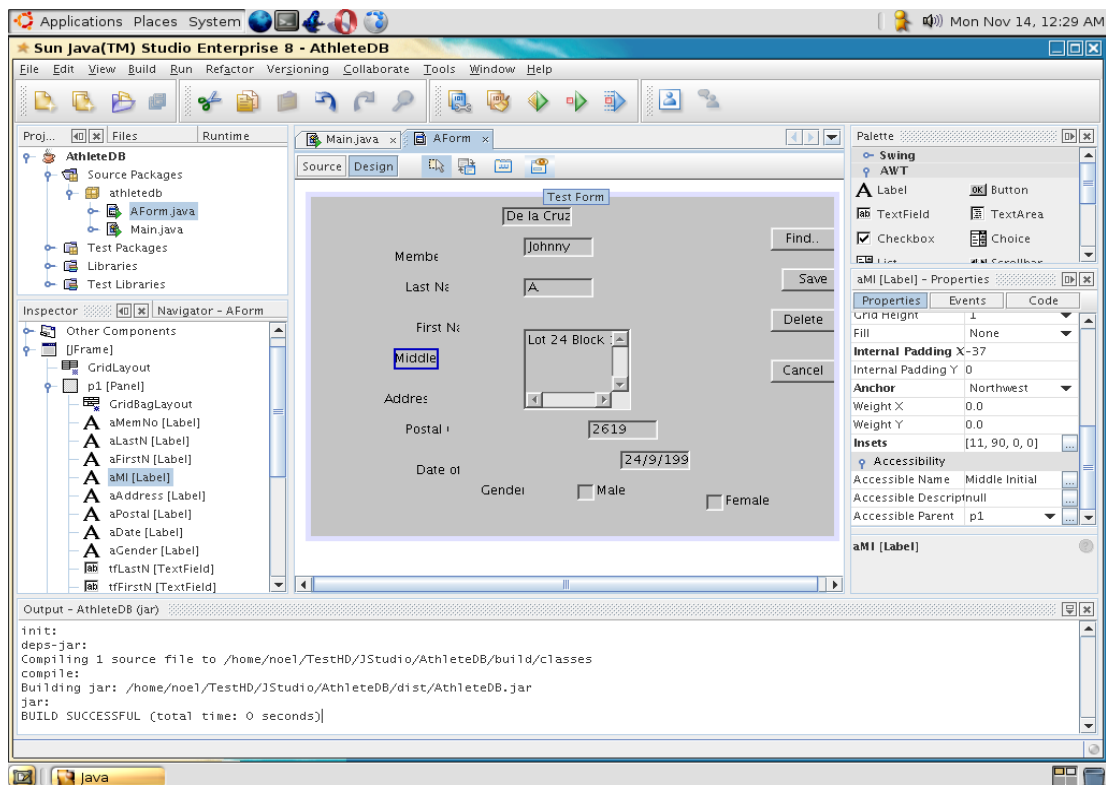 Applications Places System Mon Nov 14, 12:29 AM
Sun Java(TM) Studio Enterprise 8 - AthleteDB
File Edit View Build Run Refactor Versioning Collaborate Tools Window Help
Proj... Files Runtime
AthleteDB
Source Packages
athletedb
AForm.java
Main.java
Test Packages
Libraries
Test Libraries
Inspector Navigator - AForm
Other Components
[JFrame]
GridLayout
p1 [Panel]
GridBagLayout
aMemNo [Label]
aLastN [Label]
aFirstN [Label]
aMI [Label]
aAddress [Label]
aPostal [Label]
aDate [Label]
aGender [Label]
tfLastN [TextField]
tfFirstN [TextField]
Main.java x AForm x
Source Design
Test Form
De la Cruz
Membe Johnny Find..
Last Na A Save
First Na Delete
Middle Lot 24 Block Cancel
Addres
Postal 2619
Date of 24/9/199
Gender Male Female
Palette
Swing
AWT
Label OK Button
TextField TextArea
Checkbox Choice
List Scrollbar
aMI [Label] - Properties
Properties Events Code
Grid Height 1
Fill None
Internal Padding X -37
Internal Padding Y 0
Anchor Northwest
Weight X 0.0
Weight Y 0.0
Insets [11, 90, 0, 0] ...
Accessibility
Accessible Name Middle Initial ...
Accessible Descript null ...
Accessible Parent p1 ...
aMI [Label]
Output - AthleteDB (jar)
init:
deps-jar:
Compiling 1 source file to /home/noel/TestHD/JStudio/AthleteDB/build/classes
compile:
Building jar: /home/noel/TestHD/JStudio/AthleteDB/dist/AthleteDB.jar
jar:
BUILD SUCCESSFUL (total time: 0 seconds)
Java